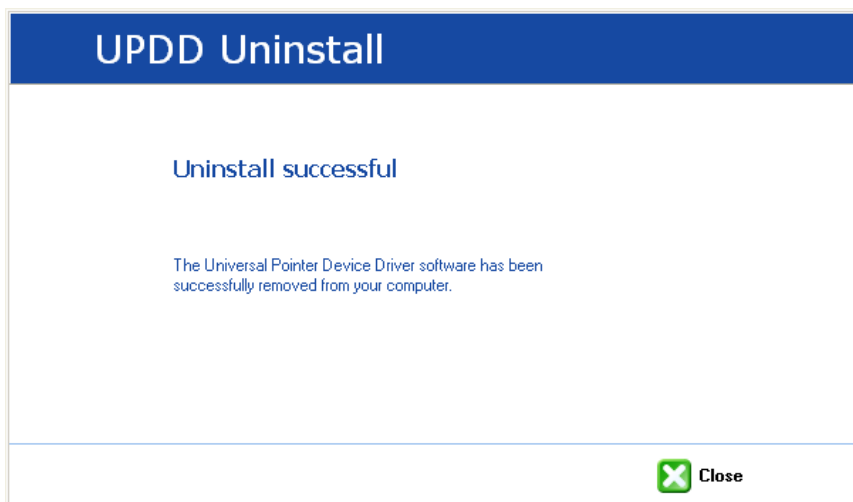 UPDD Uninstall
Uninstall successful
The Universal Pointer Device Driver software has been
successfully removed from your computer.
Close